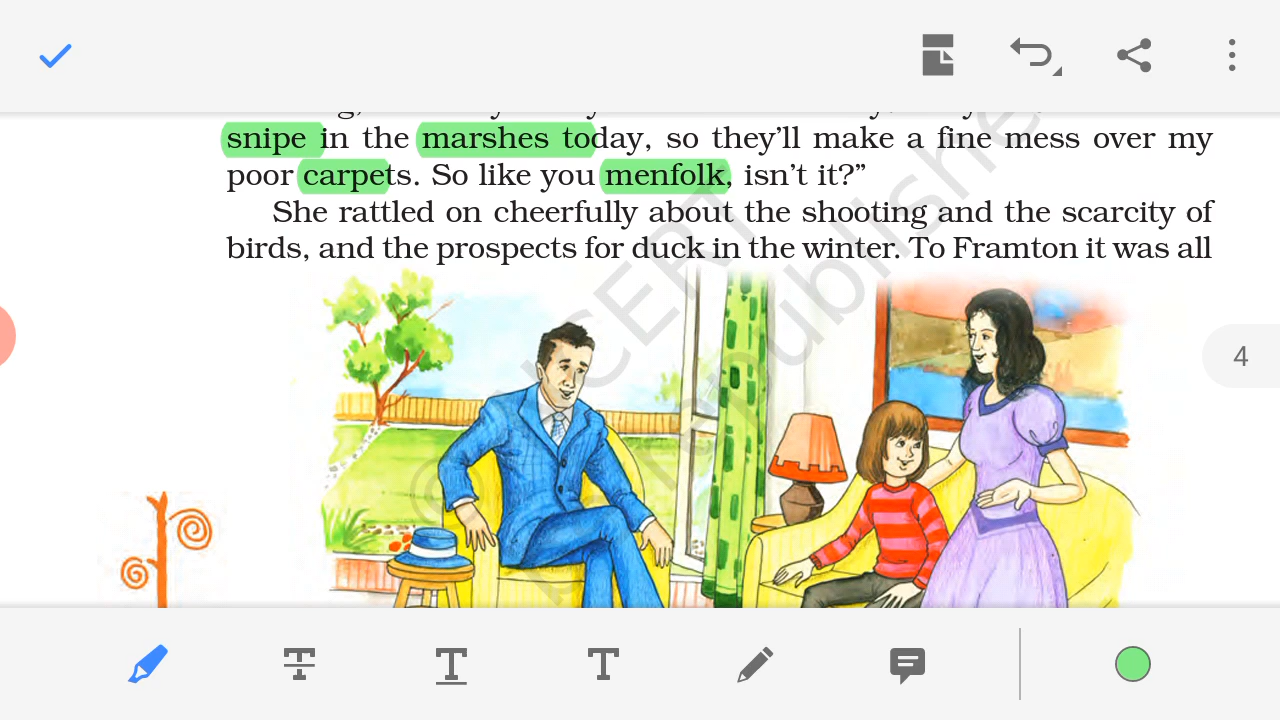 snipe in the marshes today, so they'll make a fine mess over my
poor carpets. So like you menfolk, isn't it?”
She rattled on cheerfully about the shooting and the scarcity of
birds, and the prospects for duck in the winter. To Framton it was all
4
© NCERT